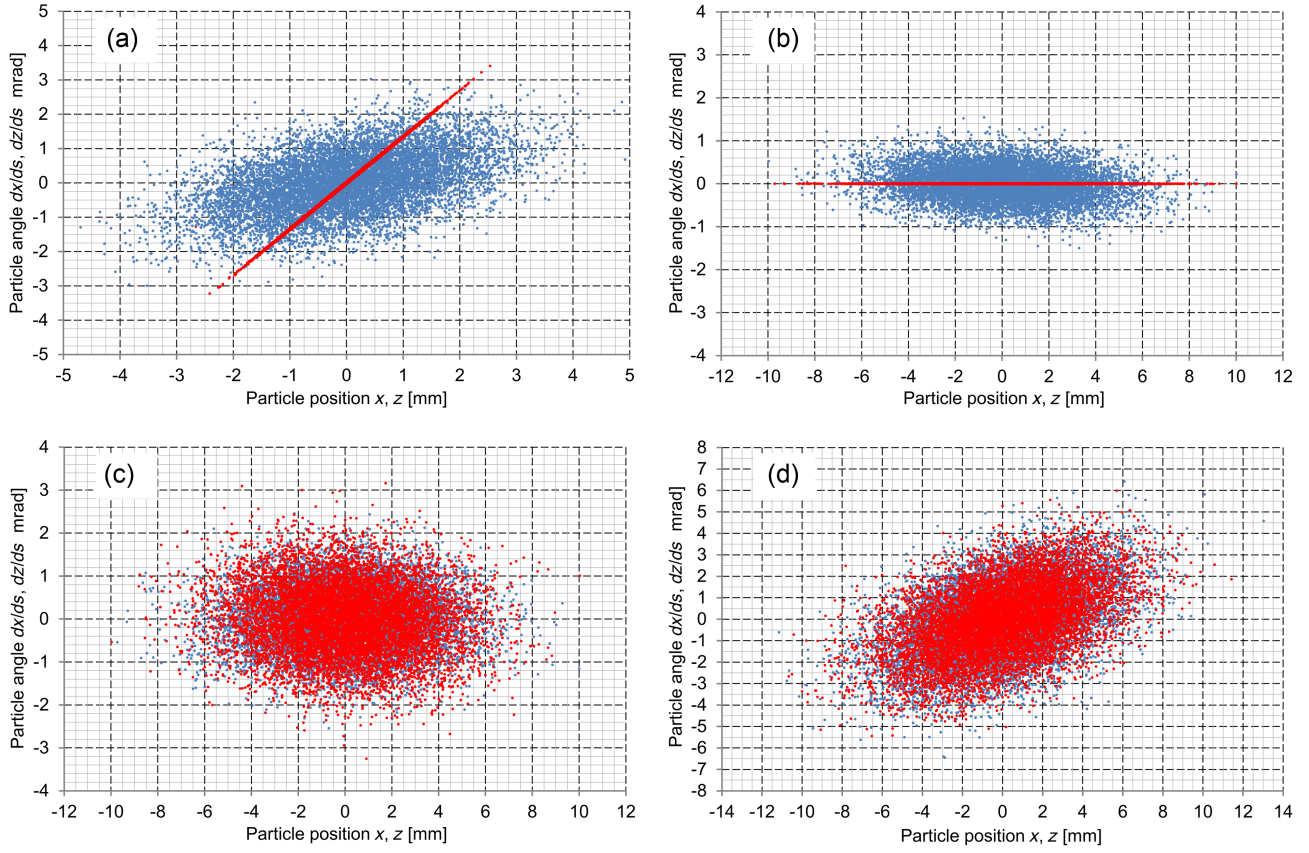 (a)
Particle angle dx/ds, dz/ds mrad]
5
4
3
2
1
0
-1
-2
-3
-4
-5
-5 -4 -3 -2 -1 0 1 2 3 4 5
Particle position x, z [mm]
(b)
Particle angle dx/ds, dz/ds mrad]
4
3
2
1
0
-1
-2
-3
-4
-12 -10 -8 -6 -4 -2 0 2 4 6 8 10 12
Particle position x, z [mm]
(c)
Particle angle dx/ds, dz/ds mrad]
4
3
2
1
0
-1
-2
-3
-4
-12 -10 -8 -6 -4 -2 0 2 4 6 8 10 12
Particle position x, z [mm]
(d)
Particle angle dx/ds, dz/ds mrad]
8
7
6
5
4
3
2
1
0
-1
-2
-3
-4
-5
-6
-7
-8
-14 -12 -10 -8 -6 -4 -2 0 2 4 6 8 10 12 14
Particle position x, z [mm]